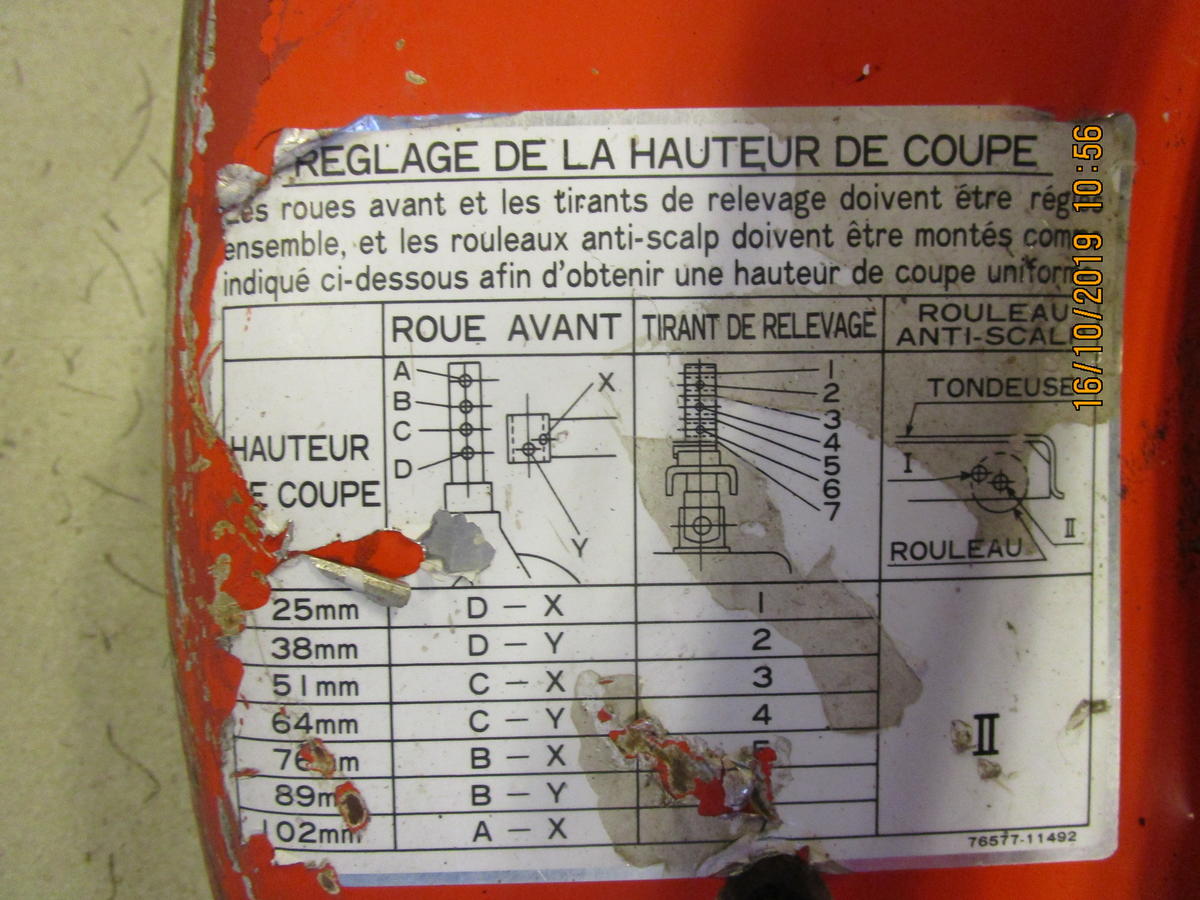 RÉGLAGE DE LA HAUTEUR DE COUPE
Les roues avant et les tirants de relevage doivent être
ensemble, et les rouleaux anti-scalp doivent être montés
indiqué ci-dessous afin d'obtenir une hauteur de coupe
ROUE AVANT
TIRANT DE RELEVAGE
ROULEAU
ANTI-SCAL
HAUTEUR
E COUPE
A
B
C
D
X
Y
1
2
3
4
5
6
7
TONDEUSE
I
II
ROULEAU
25mm D – X 1
38mm D – Y 2
51mm C – X 3
64mm C – Y 4
B – X
89m B – Y
102mm A – X
II
76577-11492
16/10/2019 10:56